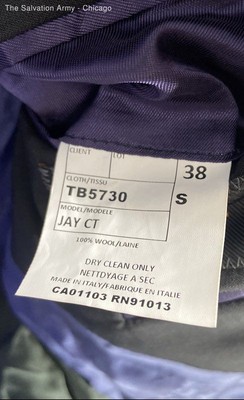 The Salvation Army - Chicago
CLIENT LOT 38
CLOTH/TISSU
TB5730 S
MODEL/MODELE
JAY CT
100% WOOL/LAINE
DRY CLEAN ONLY
NETTDYAGE A SEC
MADE IN ITALY/FABRIQUE EN ITALIE
CA01103 RN91013